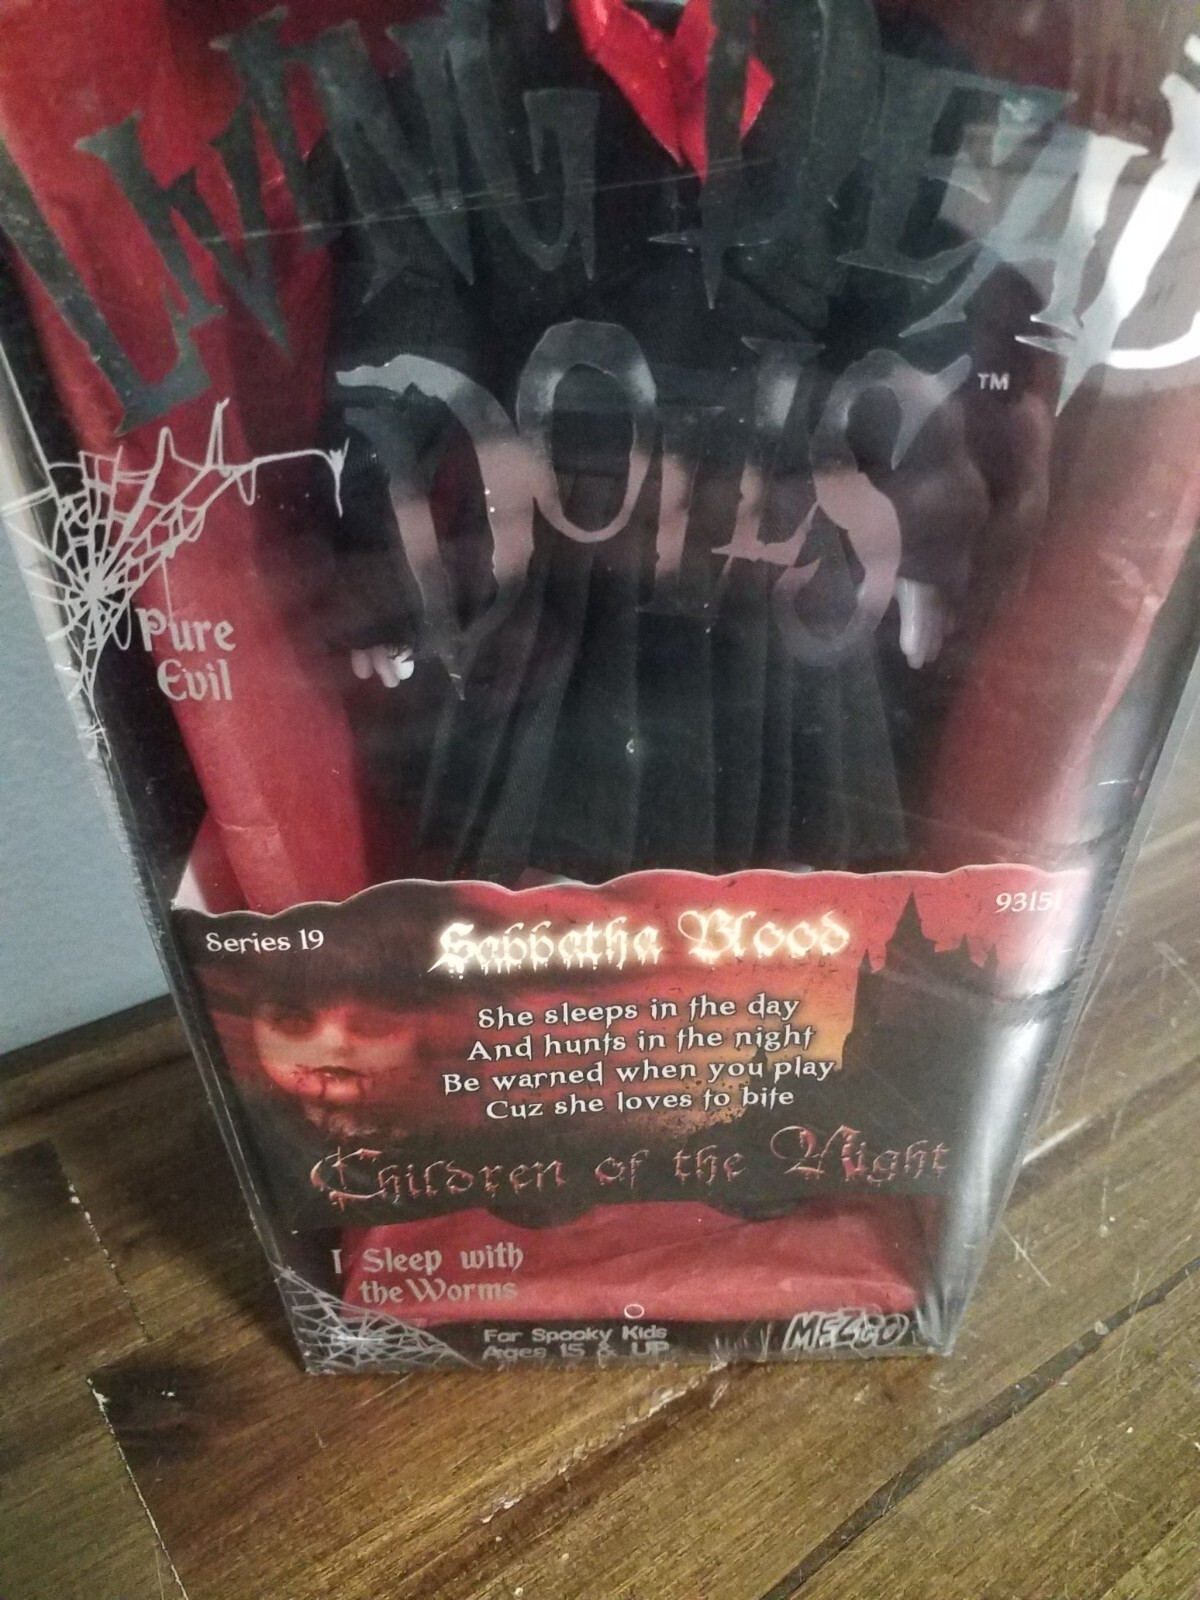 LIVING DEAD
DOLLS
TM
Pure
Evil
Series 19
93151
Sabbatha Blood
She sleeps in the day
And hunts in the night
Be warned when you play
Cuz she loves to bite
Children of the Night
I Sleep with
the Worms
For Spooky Kids
Ages 15 & UP
MEZCO